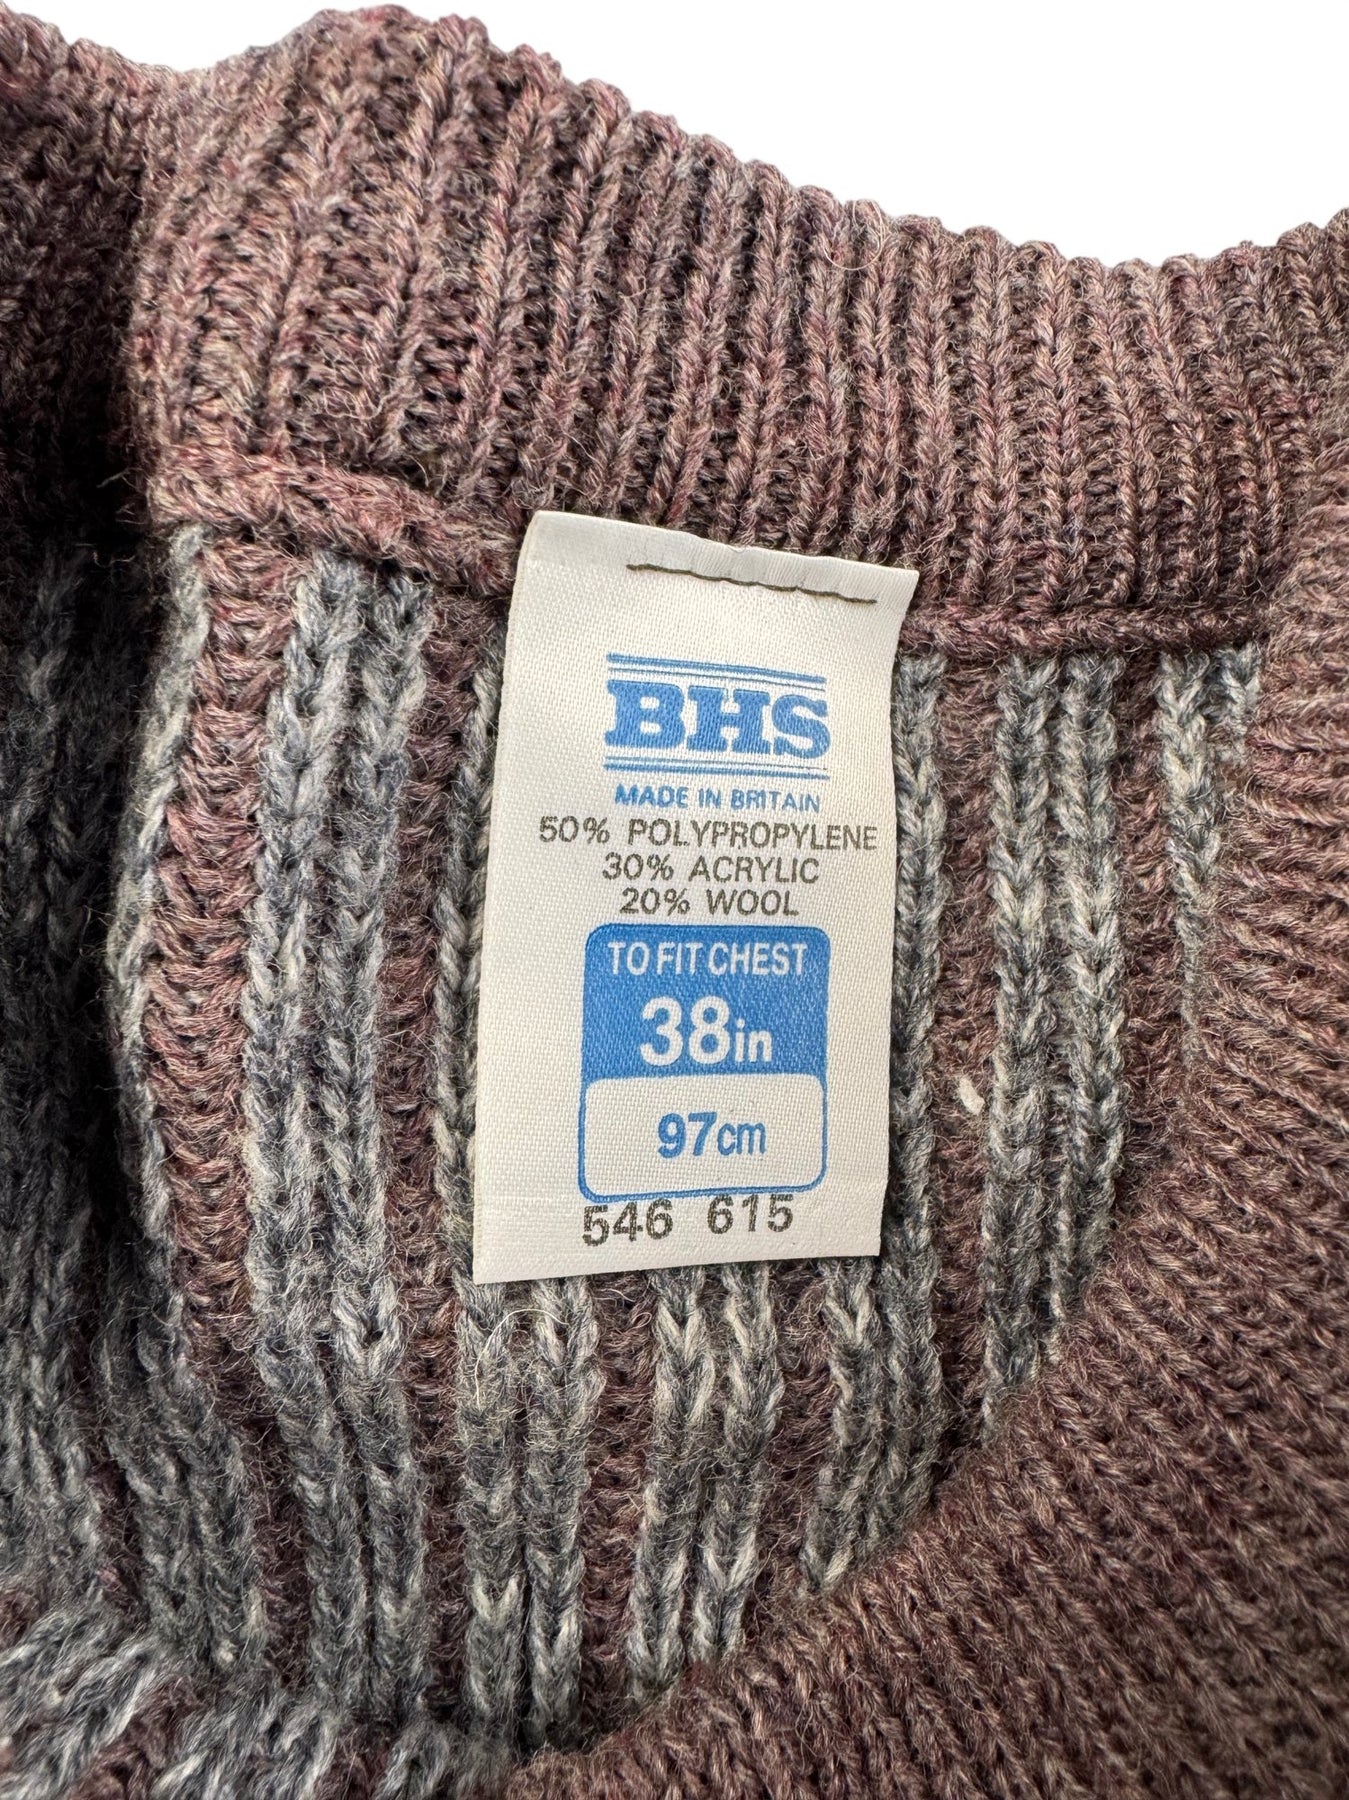 BHS
MADE IN BRITAIN
50% POLYPROPYLENE
30% ACRYLIC
20% WOOL
TO FIT CHEST
38in
97cm
546 615